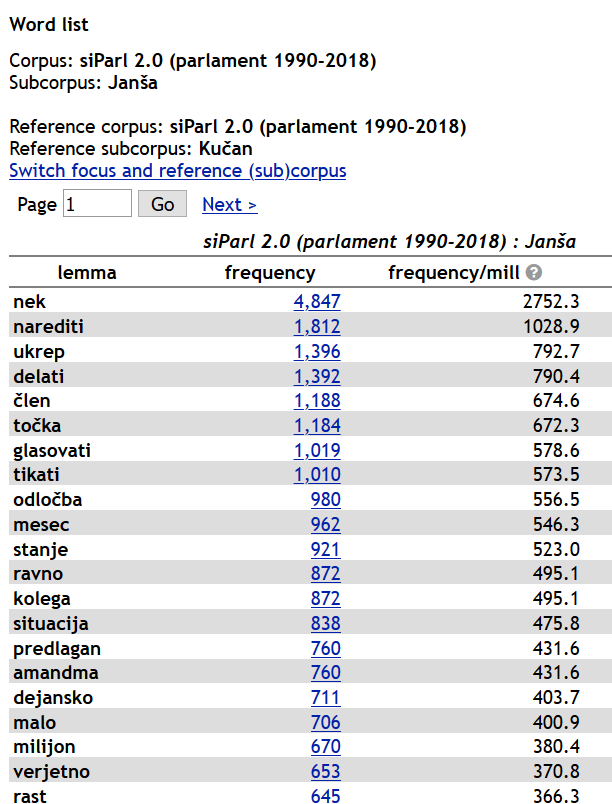 Word list
Corpus: siParl 2.0 (parlament 1990-2018)
Subcorpus: Janša
Reference corpus: siParl 2.0 (parlament 1990-2018)
Reference subcorpus: Kučan
Switch focus and reference (sub)corpus
Page 1 Go Next >
siParl 2.0 (parlament 1990-2018) : Janša
lemma frequency frequency/mill ?
nek 4,847 2752.3
narediti 1,812 1028.9
ukrep 1,396 792.7
delati 1,392 790.4
člen 1,188 674.6
točka 1,184 672.3
glasovati 1,019 578.6
tikati 1,010 573.5
odločba 980 556.5
mesec 962 546.3
stanje 921 523.0
ravno 872 495.1
kolega 872 495.1
situacija 838 475.8
predlagan 760 431.6
amandma 760 431.6
dejansko 711 403.7
malo 706 400.9
milijon 670 380.4
verjetno 653 370.8
rast 645 366.3